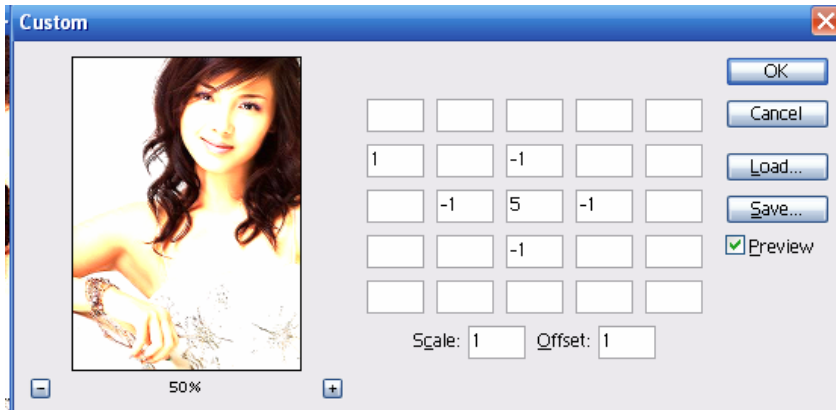 Custom
OK
Cancel
1 -1
Load...
-1 5 -1
Save...
-1
Preview
Scale: 1 Offset: 1
50%